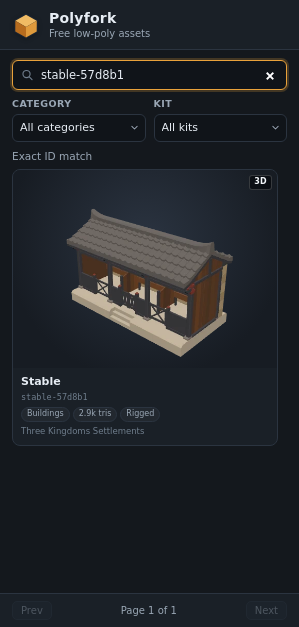 Polyfork
Free low-poly assets
stable-57d8b1
CATEGORY
KIT
All categories
All kits
Exact ID match
3D
Stable
stable-57d8b1
Buildings
2.9k tris
Rigged
Three Kingdoms Settlements
Prev
Page 1 of 1
Next